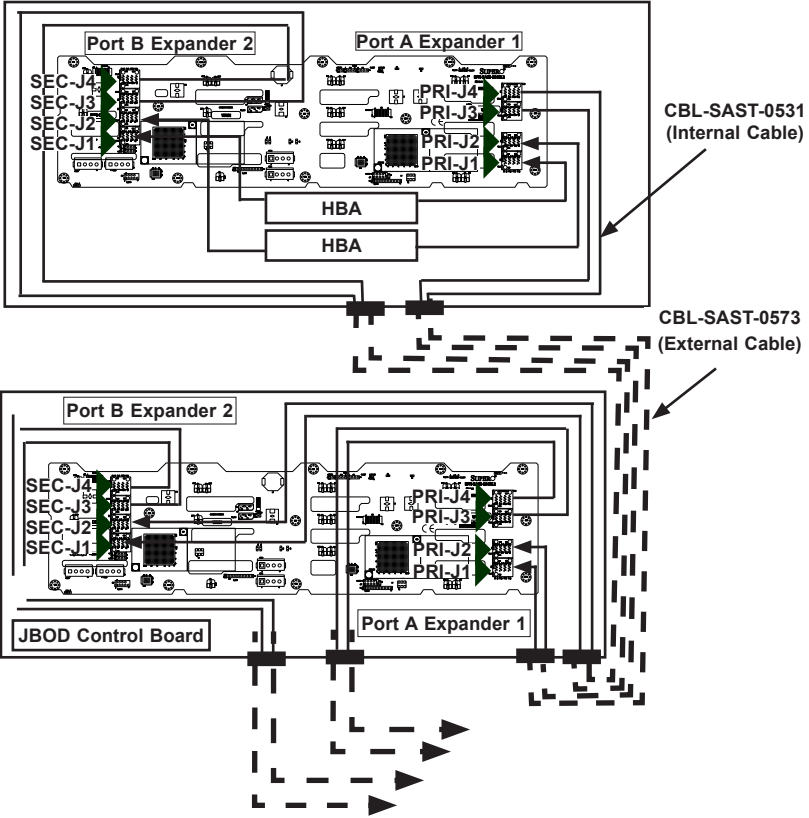 Port B Expander 2
Port A Expander 1
SEC-J4
SEC-J3
SEC-J2
SEC-J1
SUPERO
PRI-J4
PRI-J3
PRI-J2
PRI-J1
HBA
HBA
CBL-SAST-0531
(Internal Cable)
CBL-SAST-0573
(External Cable)
Port B Expander 2
SEC-J4
SEC-J3
SEC-J2
SEC-J1
SUPERO
PRI-J4
PRI-J3
PRI-J2
PRI-J1
JBOD Control Board
Port A Expander 1